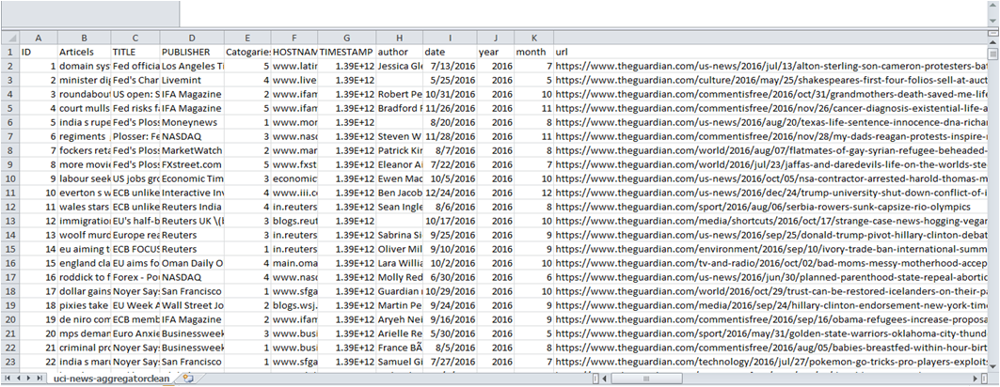 A B C D E F G H I J K
1 ID Articels TITLE PUBLISHER Catogarie HOSTNAM TIMESTAMP author date year month url
2 1 domain sys Fed officia Los Angeles Ti 5 www.latin 1.39E+12 Jessica Gle 7/13/2016 2016 7 https://www.theguardian.com/us-news/2016/jul/13/alton-sterling-son-cameron-protesters-bat
3 2 minister dig Fed's Char Livemint 4 www.live 1.39E+12 5/25/2016 2016 5 https://www.theguardian.com/culture/2016/may/25/shakespeares-first-four-folios-sell-at-auct
4 3 roundabou US open: S IFA Magazine 2 www.ifam 1.39E+12 Robert Pe 10/31/2016 2016 10 https://www.theguardian.com/commentisfree/2016/oct/31/grandmothers-death-saved-me-life
5 4 court mulls Fed risks fa IFA Magazine 5 www.ifam 1.39E+12 Bradford F 11/26/2016 2016 11 https://www.theguardian.com/commentisfree/2016/nov/26/cancer-diagnosis-existential-life-a
6 5 india s rupe Fed's Ploss Moneynews 1 www.mor 1.39E+12 8/20/2016 2016 8 https://www.theguardian.com/us-news/2016/aug/20/texas-life-sentence-innocence-dna-richar
7 6 regiments Plosser: Fe NASDAQ 3 www.nasc 1.39E+12 Steven W 11/28/2016 2016 11 https://www.theguardian.com/commentisfree/2016/nov/28/my-dads-reagan-protests-inspire-
8 7 fockers reta Fed's Ploss MarketWatch 2 www.mar 1.39E+12 Patrick Kin 8/7/2016 2016 8 https://www.theguardian.com/world/2016/aug/07/flatmates-of-gay-syrian-refugee-beheaded-
9 8 more movie Fed's Ploss FXstreet.com 5 www.fxst 1.39E+12 Eleanor A 7/22/2016 2016 7 https://www.theguardian.com/world/2016/jul/23/jaffas-and-daredevils-life-on-the-worlds-ste
10 9 labour seek US jobs gro Economic Tim 3 economic 1.39E+12 Ewen Mac 10/5/2016 2016 10 https://www.theguardian.com/us-news/2016/oct/05/nsa-contractor-arrested-harold-thomas-m
11 10 everton s w ECB unlike Interactive Inv 4 www.iii.c 1.39E+12 Ben Jacob 12/24/2016 2016 12 https://www.theguardian.com/us-news/2016/dec/24/trump-university-shut-down-conflict-of-i
12 11 wales stars ECB unlike Reuters India 4 in.reuters 1.39E+12 Sean Ingle 8/6/2016 2016 8 https://www.theguardian.com/sport/2016/aug/06/serbia-rowers-sunk-capsize-rio-olympics
13 12 immigratio EU's half-b Reuters UK \(b 3 blogs.reut 1.39E+12 10/17/2016 2016 10 https://www.theguardian.com/media/shortcuts/2016/oct/17/strange-case-news-hogging-vegar
14 13 woolf murd Europe rea Reuters 3 in.reuters 1.39E+12 Sabrina Si 9/25/2016 2016 9 https://www.theguardian.com/us-news/2016/sep/25/donald-trump-pivot-hillary-clinton-debat
15 14 eu aiming t ECB FOCUS Reuters 1 in.reuters 1.39E+12 Oliver Mil 9/10/2016 2016 9 https://www.theguardian.com/environment/2016/sep/10/ivory-trade-ban-international-summ
16 15 england cla EU aims fo Oman Daily O 4 main.oma 1.39E+12 Lara Willia 10/2/2016 2016 10 https://www.theguardian.com/tv-and-radio/2016/oct/02/bad-moms-messy-motherhood-accep
17 16 roddick to f Forex - Po NASDAQ 4 www.nasc 1.39E+12 Molly Red 6/30/2016 2016 6 https://www.theguardian.com/us-news/2016/jun/30/planned-parenthood-state-repeal-abortic
18 17 dollar gains Noyer Say San Francisco 1 www.sfga 1.39E+12 Guardian r 10/29/2016 2016 10 https://www.theguardian.com/world/2016/oct/29/trust-can-be-restored-icelanders-on-their-pa
19 18 pixies take EU Week A Wall Street Jo 2 blogs.wsj. 1.39E+12 Martin Pe 9/24/2016 2016 9 https://www.theguardian.com/media/2016/sep/24/hillary-clinton-endorsement-new-york-time
20 19 de niro com ECB memb IFA Magazine 2 www.ifam 1.39E+12 Aryeh Nei 9/16/2016 2016 9 https://www.theguardian.com/commentisfree/2016/sep/16/obama-refugees-increase-proposa
21 20 mps demar Euro Anxie Businessweek 3 www.busi 1.39E+12 Arielle Re 5/30/2016 2016 5 https://www.theguardian.com/sport/2016/may/31/golden-state-warriors-oklahoma-city-thund
22 21 criminal pro Noyer Say Businessweek 1 www.busi 1.39E+12 France BÃ 8/5/2016 2016 8 https://www.theguardian.com/world/2016/aug/05/babies-breastfed-within-hour-birt
23 22 india s mar Noyer Say San Francisco 1 www.sfga 1.39E+12 Samuel Gi 7/27/2016 2016 7 https://www.theguardian.com/technology/2016/jul/27/pokemon-go-tricks-pro-players-exploits
uci-news-aggregatorclean